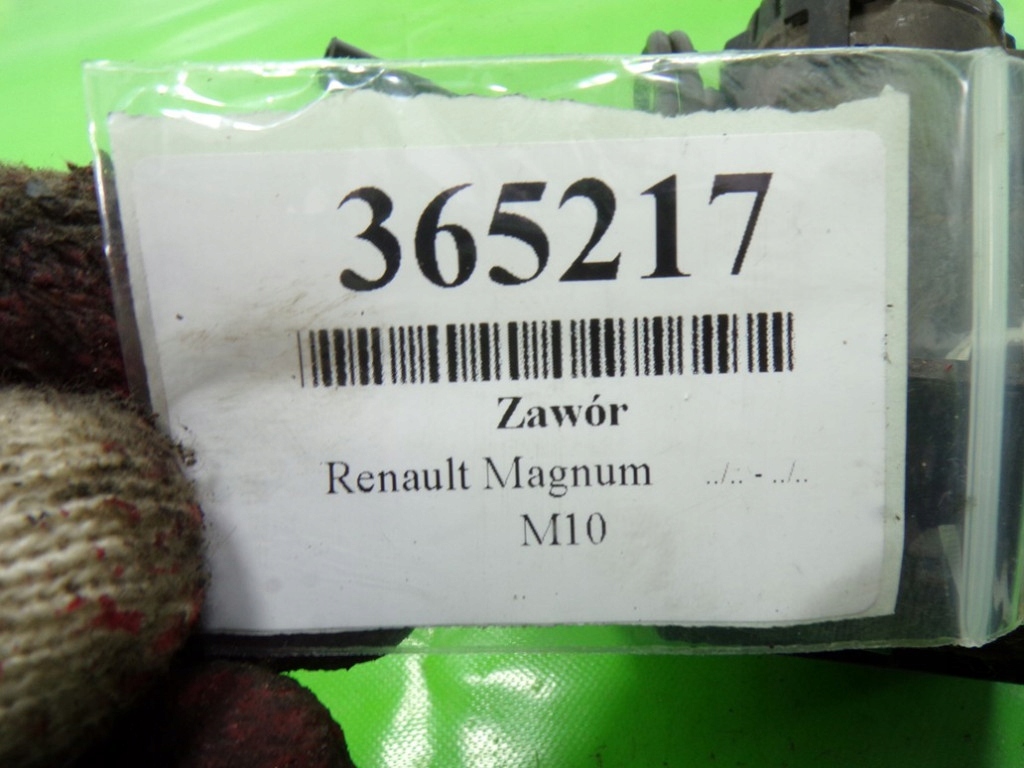 365217
Zawór
Renault Magnum ../.. - ../..
M10